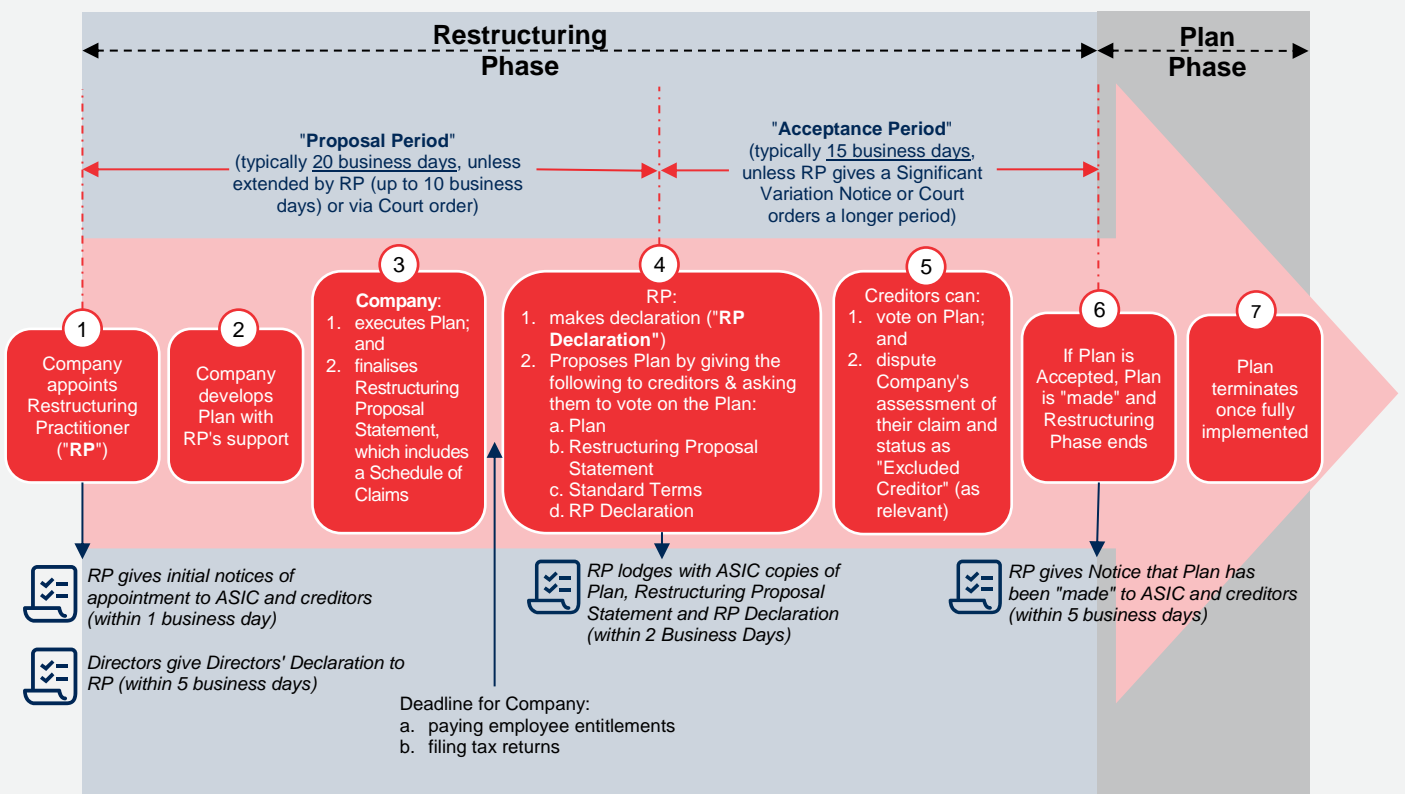 Restructuring
Phase
Plan
Phase
"Proposal Period"
(typically 20 business days, unless
extended by RP (up to 10 business
days) or via Court order)
"Acceptance Period"
(typically 15 business days,
unless RP gives a Significant
Variation Notice or Court
orders a longer period)
1
Company
appoints
Restructuring
Practitioner
("RP")
2
Company
develops
Plan with
RP's support
3
Company:
1. executes Plan;
and
2. finalises
Restructuring
Proposal
Statement,
which includes
a Schedule of
Claims
4
RP:
1. makes declaration ("RP
Declaration")
2. Proposes Plan by giving the
following to creditors & asking
them to vote on the Plan:
a. Plan
b. Restructuring Proposal
Statement
c. Standard Terms
d. RP Declaration
5
Creditors can:
1. vote on Plan;
and
2. dispute
Company's
assessment of
their claim and
status as
"Excluded
Creditor" (as
relevant)
6
If Plan is
Accepted, Plan
is "made" and
Restructuring
Phase ends
7
Plan
terminates
once fully
implemented
RP gives initial notices of
appointment to ASIC and creditors
(within 1 business day)
Directors give Directors' Declaration to
RP (within 5 business days)
RP lodges with ASIC copies of
Plan, Restructuring Proposal
Statement and RP Declaration
(within 2 Business Days)
RP gives Notice that Plan has
been "made" to ASIC and creditors
(within 5 business days)
Deadline for Company:
a. paying employee entitlements
b. filing tax returns